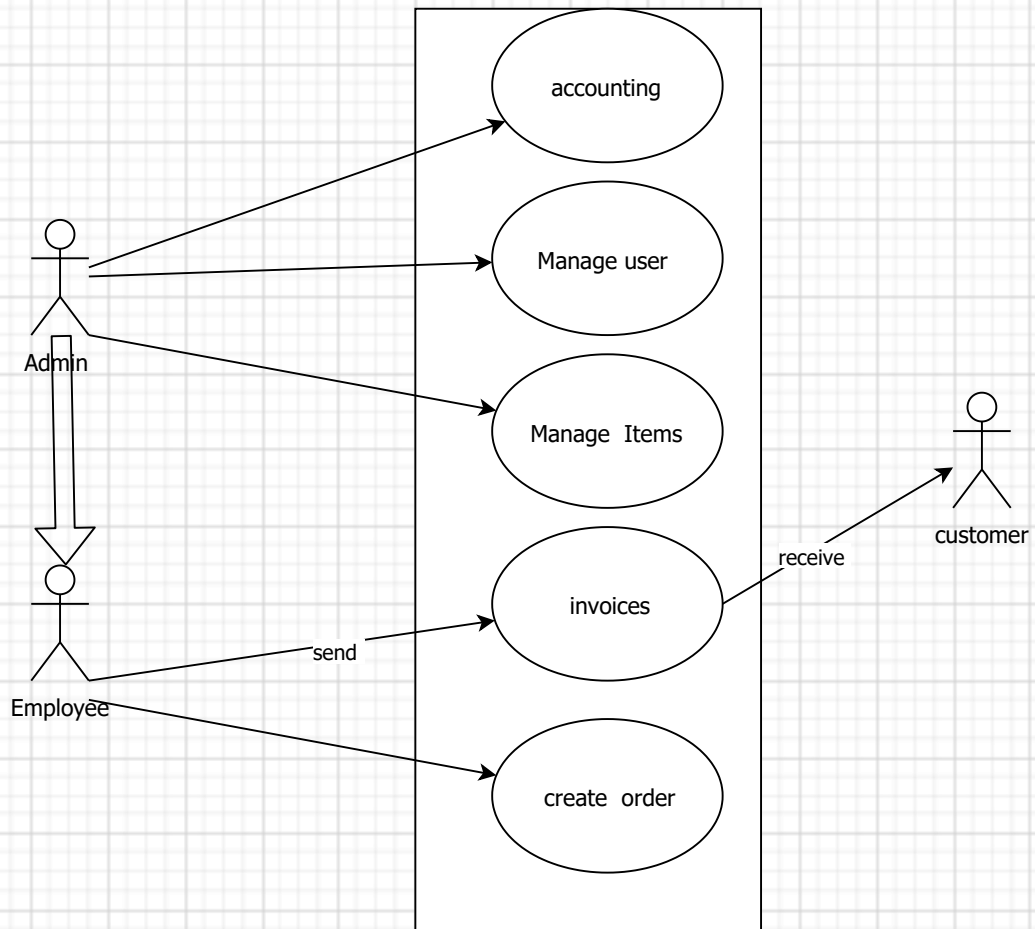 accounting
Manage user
Admin
Manage Items
customer
receive
invoices
send
Employee
create order